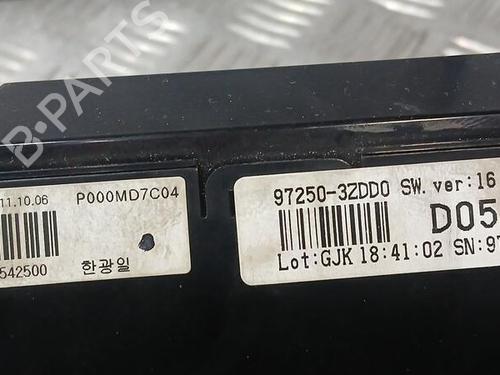 B-PARTS
11.10.06 P000MD7C04
542500 한광일
97250-3ZDD0 SW. ver:16
D05
Lot:GJK 18:41:02 SN:97